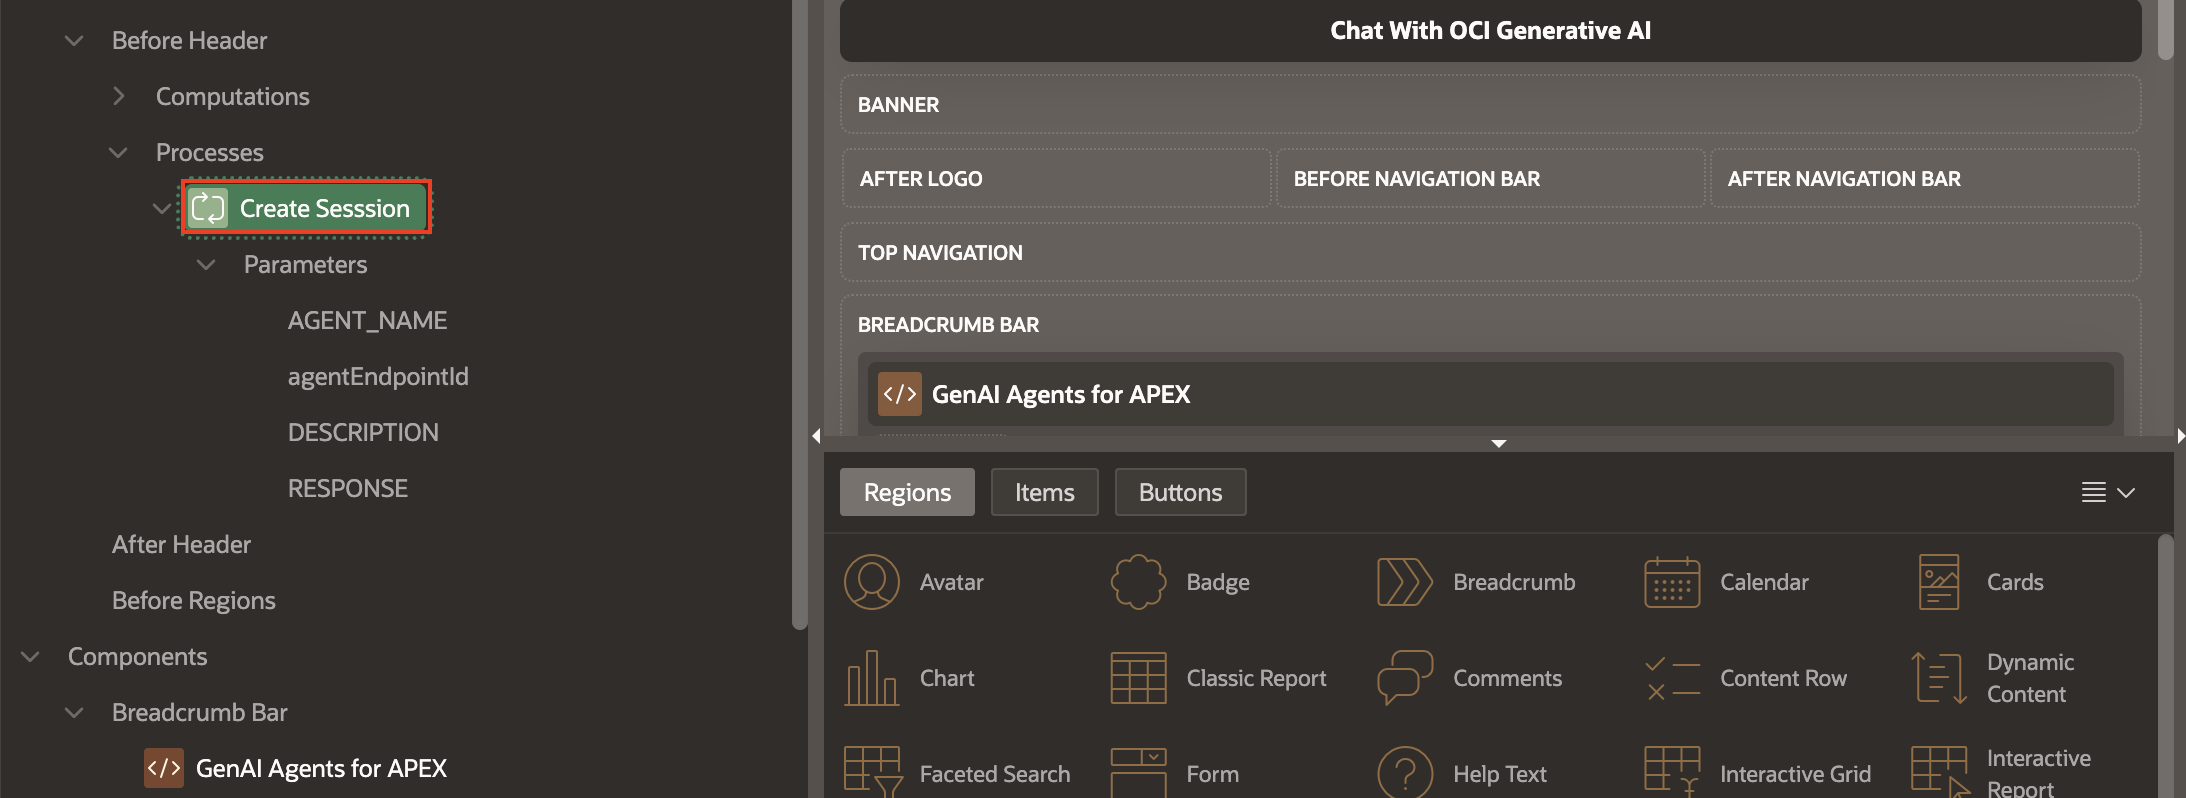 Before Header
Computations
Processes
Create Sesssion
Parameters
AGENT_NAME
agentEndpointId
DESCRIPTION
RESPONSE
After Header
Before Regions
Components
Breadcrumb Bar
</> GenAI Agents for APEX
Chat With OCI Generative AI
BANNER
AFTER LOGO
BEFORE NAVIGATION BAR
AFTER NAVIGATION BAR
TOP NAVIGATION
BREADCRUMB BAR
</> GenAI Agents for APEX
Regions
Items
Buttons
Avatar
Badge
Breadcrumb
Calendar
Cards
Chart
Classic Report
Comments
Content Row
Dynamic
Content
Faceted Search
Form
? Help Text
Interactive Grid
Interactive
Report